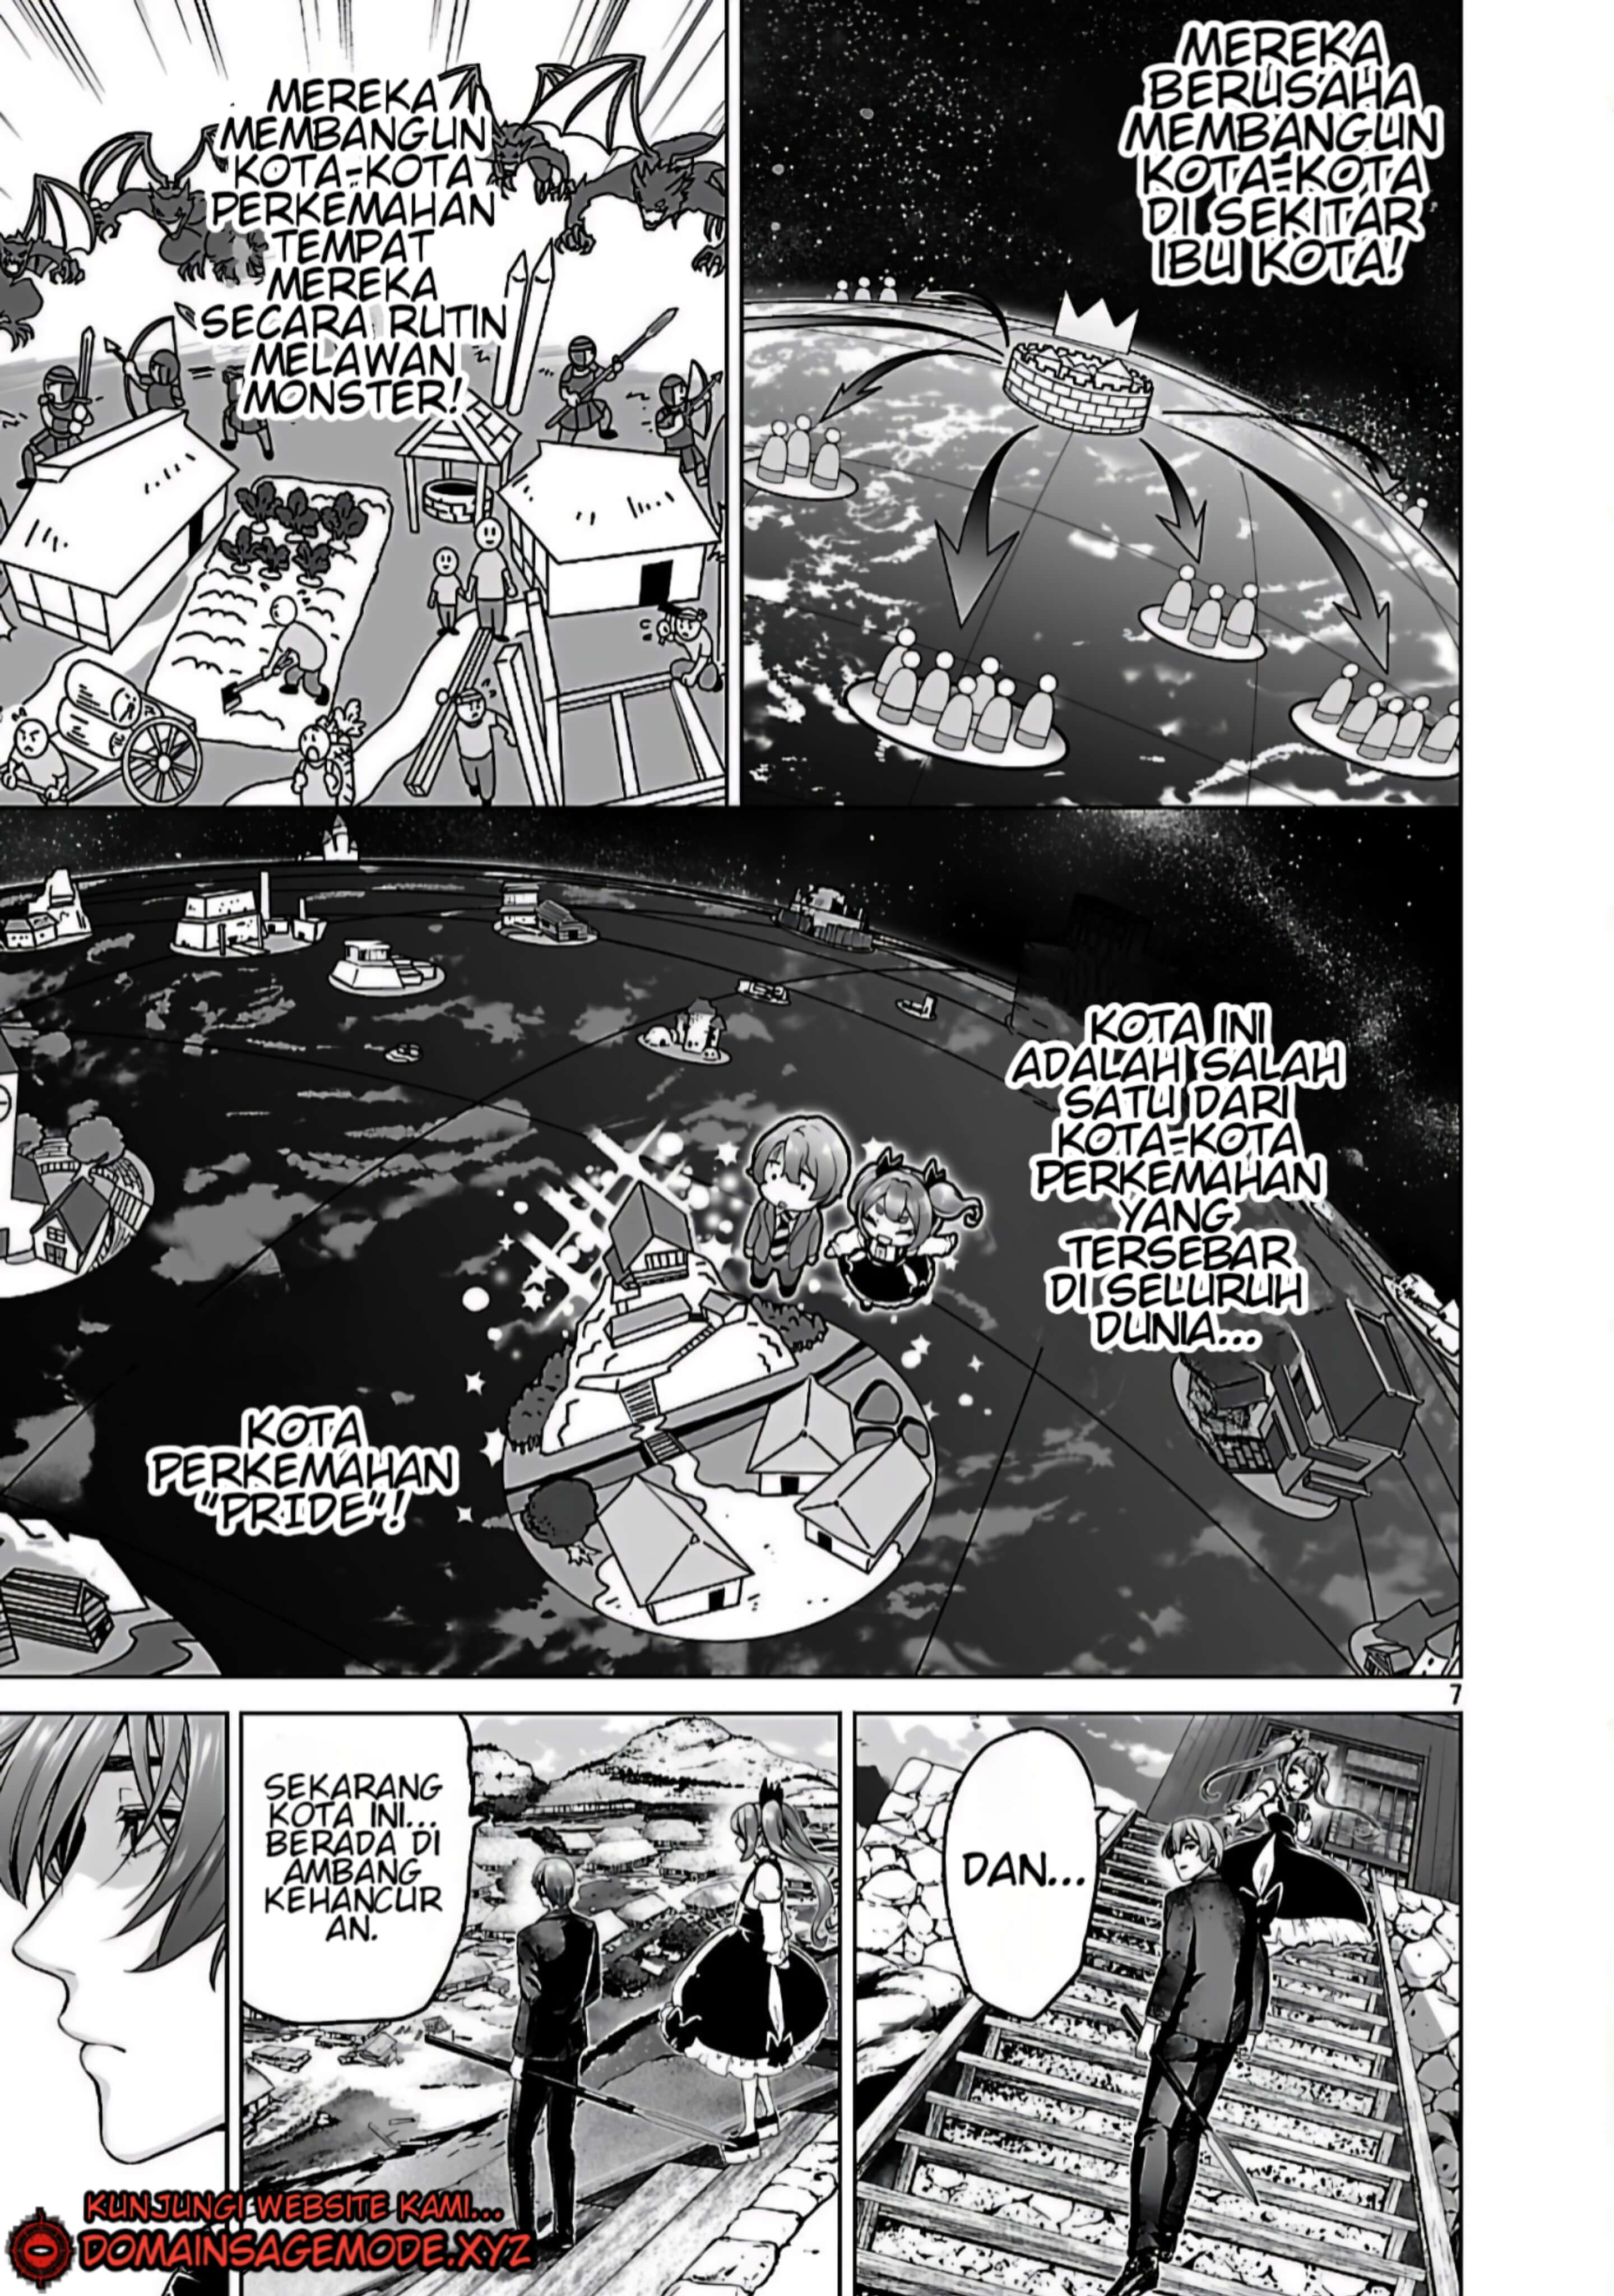 MEREKA
BERUSAHA
MEMBANGUN
KOTA-KOTA
DI SEKITAR
IBU KOTA!
MEREKA
MEMBANGUN
KOTA-KOTA
PERKEMAHAN
TEMPAT
MEREKA
SECARA RUTIN
MELAWAN
MONSTER!
KOTA INI
ADALAH SALAH
SATU DARI
KOTA-KOTA
PERKEMAHAN
YANG
TERSEBAR
DI SELURUH
DUNIA...
KOTA
PERKEMAHAN
"PRIDE"!
7
DAN...
SEKARANG
KOTA INI...
BERADA DI
AMBANG
KEHANCUR
AN.
KUNJUNGI WEBSITE KAMI...
DOMAINSAGEMODE.XYZ